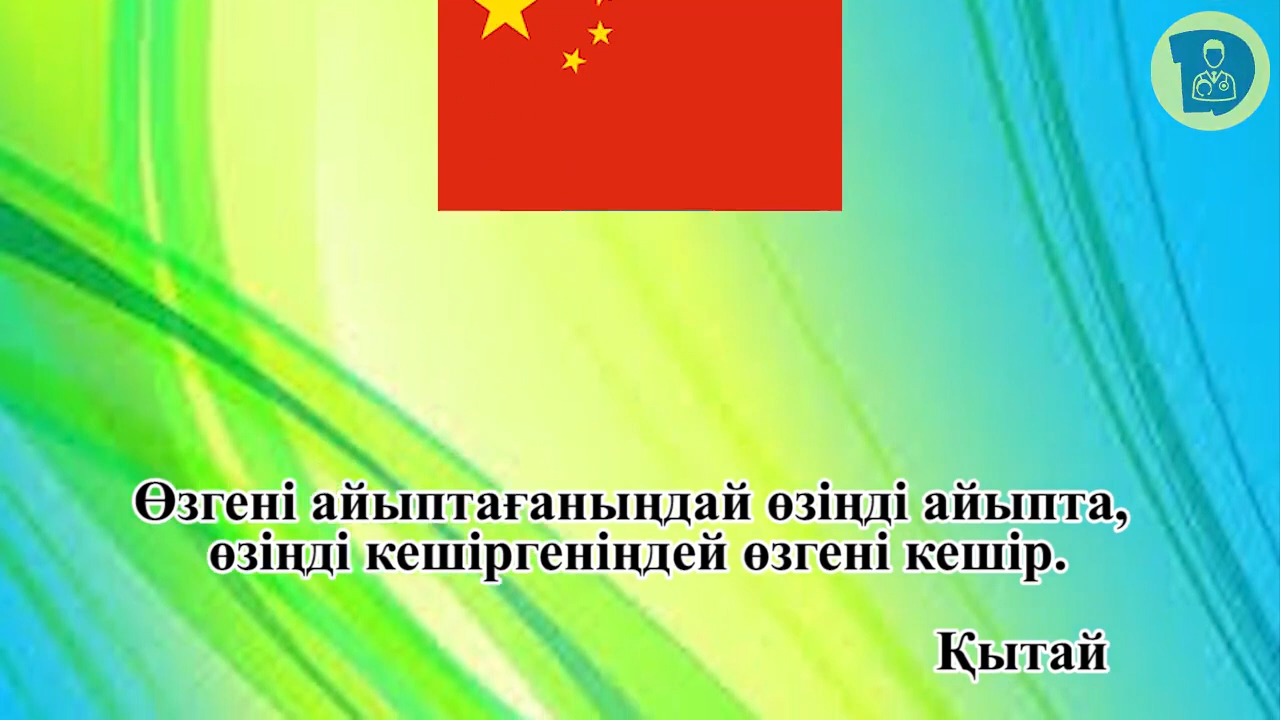 Өзгені айыптағаныңдай өзіңді айыпта,
өзіңді кешіргеніңдей өзгені кешір.
Қытай